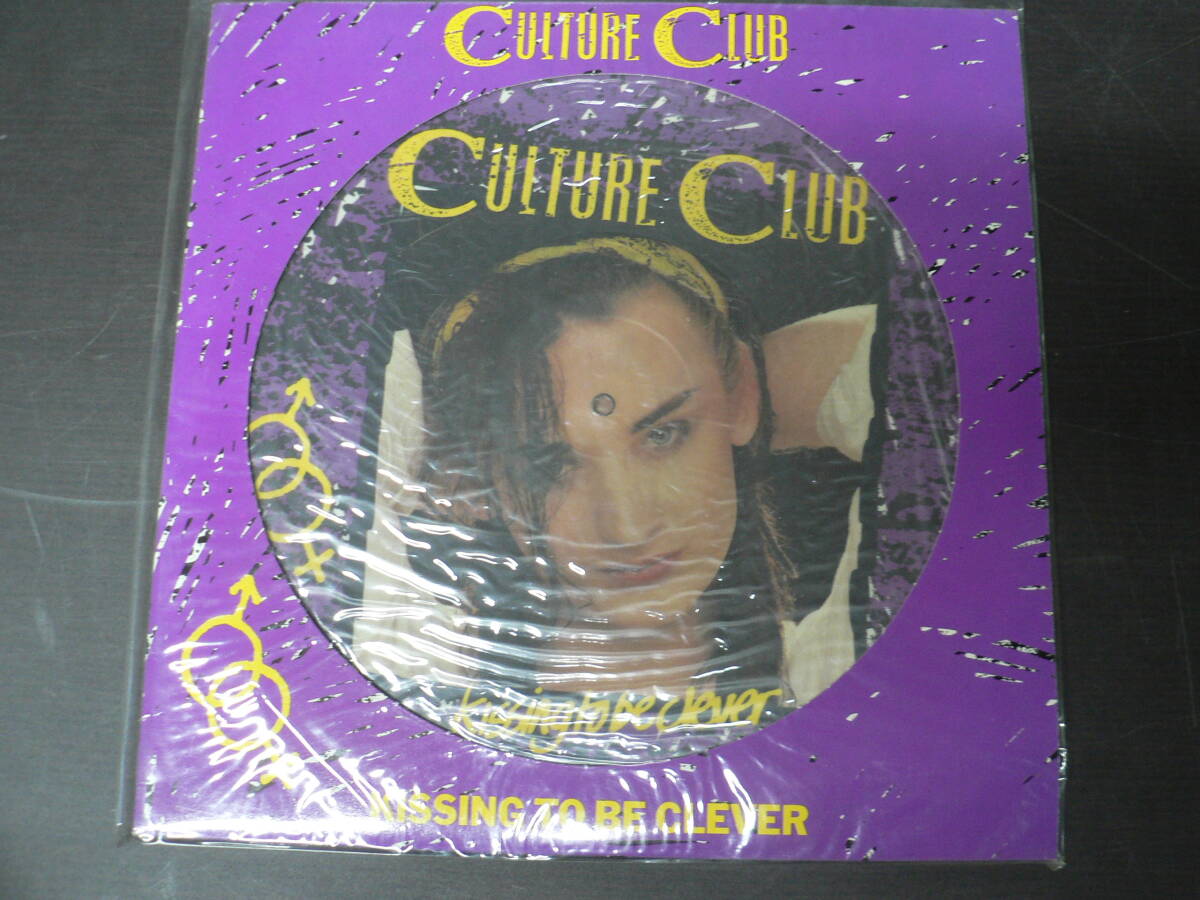 CULTURE CLUB
CULTURE CLUB
kissing to be clever
KISSING TO BE CLEVER